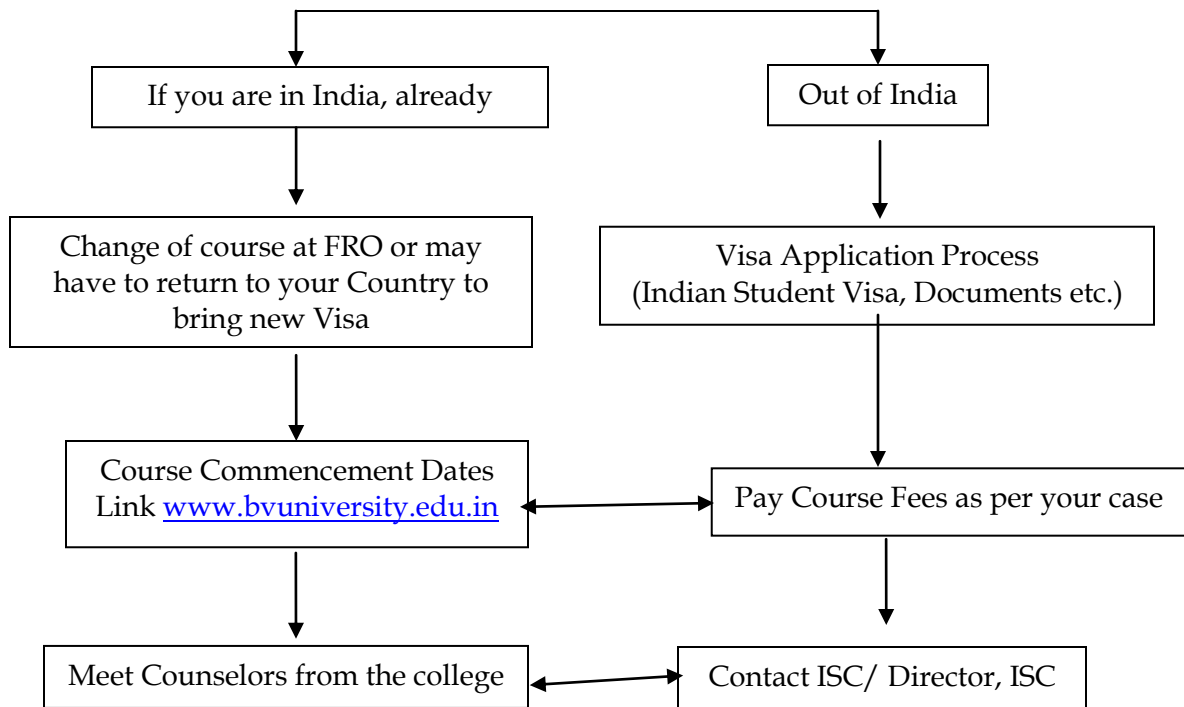 If you are in India, already
Out of India
Change of course at FRO or may
have to return to your Country to
bring new Visa
Visa Application Process
(Indian Student Visa, Documents etc.)
Course Commencement Dates
Link www.bvuniversity.edu.in
Pay Course Fees as per your case
Meet Counselors from the college
Contact ISC/ Director, ISC